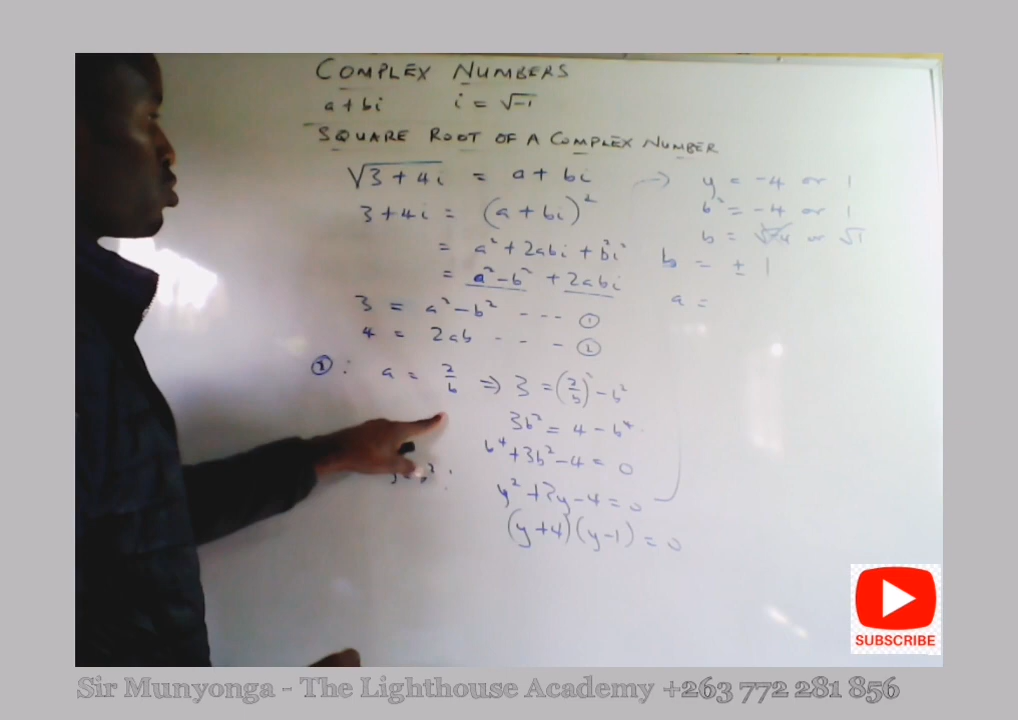 COMPLEX NUMBERS
a + bi    i = √-1
SQUARE ROOT OF A COMPLEX NUMBER
√3 + 4i = a + bi
3 + 4i = (a + bi)²
= a² + 2abi + b²i²
= a² - b² + 2abi
3 = a² - b² --- ①
4 = 2ab - - - ②
②: a = 2/b ⇒ 3 = (2/b)² - b²
3b² = 4 - b⁴
b⁴ + 3b² - 4 = 0
y² + 3y - 4 = 0
(y + 4)(y - 1) = 0
y = -4 or 1
b² = -4 or 1
b = √-4 or √1
b = ± 1
a =
SUBSCRIBE
Sir Munyonga - The Lighthouse Academy +263 772 281 856